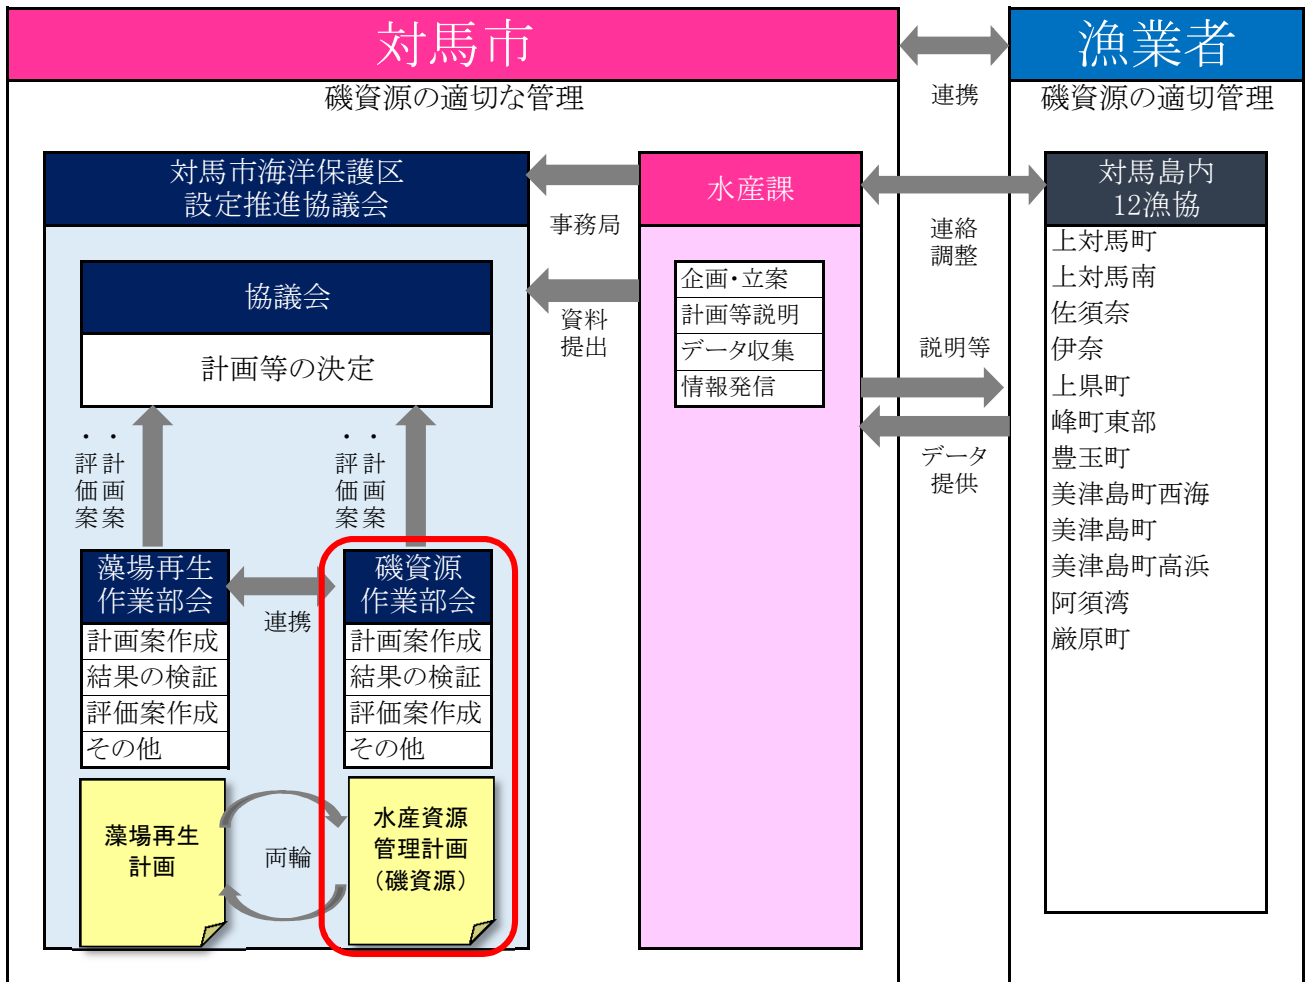 対馬市
磯資源の適切な管理
対馬市海洋保護区
設定推進協議会
協議会
計画等の決定
・計画案
・評価案
・計画案
・評価案
藻場再生
作業部会
計画案作成
結果の検証
評価案作成
その他
連携
磯資源
作業部会
計画案作成
結果の検証
評価案作成
その他
藻場再生
計画
両輪
水産資源
管理計画
（磯資源）
事務局
資料
提出
水産課
企画・立案
計画等説明
データ収集
情報発信
連携
連絡
調整
説明等
データ
提供
漁業者
磯資源の適切管理
対馬島内
12漁協
上対馬町
上対馬南
佐須奈
伊奈
上県町
峰町東部
豊玉町
美津島町西海
美津島町
美津島町高浜
阿須湾
厳原町